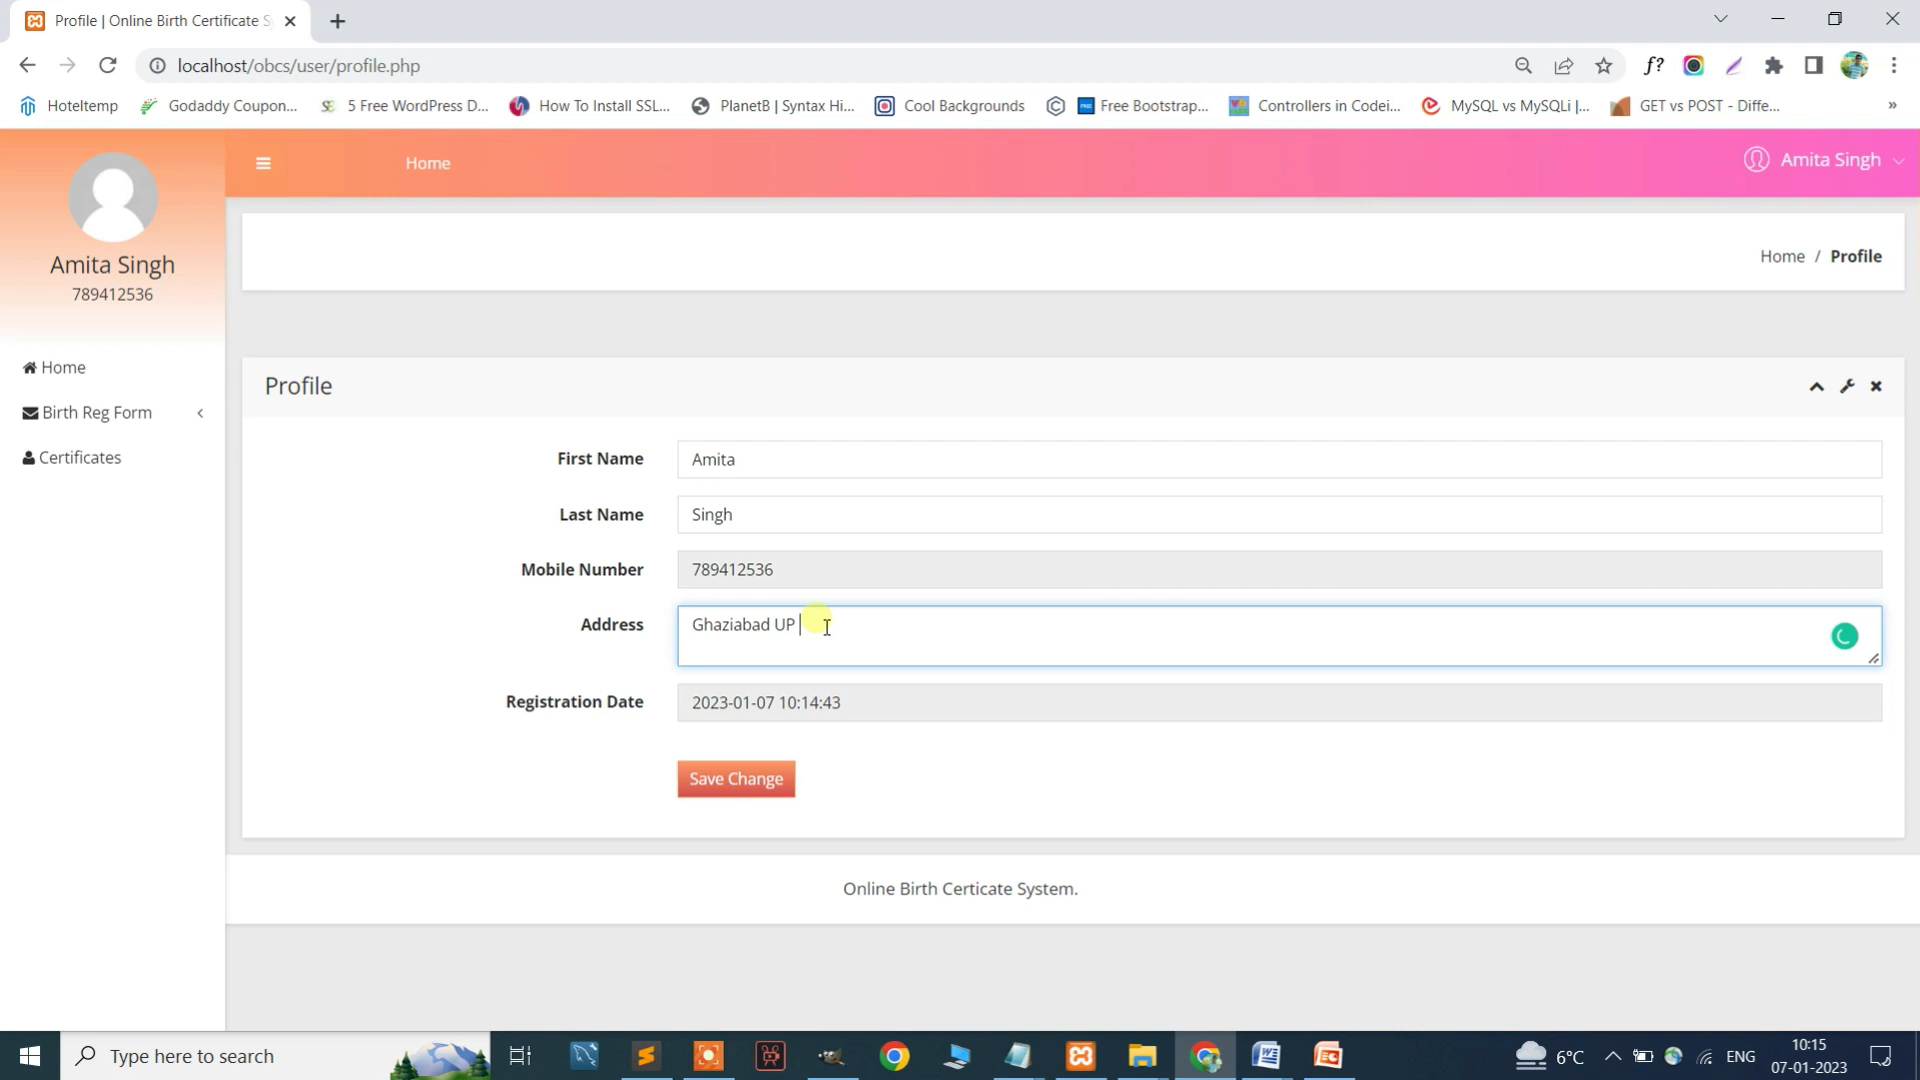 Profile | Online Birth Certificate S
localhost/obcs/user/profile.php
f?
Hoteltemp
Godaddy Coupon...
5 Free WordPress D...
How To Install SSL...
PlanetB | Syntax Hi...
Cool Backgrounds
Free Bootstrap...
Controllers in Codei...
MySQL vs MySQLi |...
GET vs POST - Diffe...
»
Home
Amita Singh
Amita Singh
789412536
Home / Profile
Home
Birth Reg Form
Certificates
Profile
First Name
Amita
Last Name
Singh
Mobile Number
789412536
Address
Ghaziabad UP
Registration Date
2023-01-07 10:14:43
Save Change
Online Birth Certicate System.
Type here to search
6°C
ENG
10:15
07-01-2023